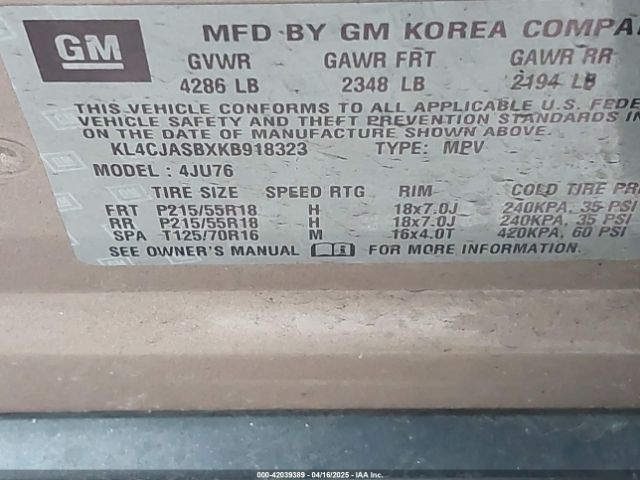 GM MFD BY GM KOREA COMPA
GVWR GAWR FRT GAWR RR
4286 LB 2348 LB 2194 LB
THIS VEHICLE CONFORMS TO ALL APPLICABLE U.S. FEDE
VEHICLE SAFETY AND THEFT PREVENTION STANDARDS IN
ON THE DATE OF MANUFACTURE SHOWN ABOVE.
KL4CJASBXKB918323 TYPE: MPV
MODEL: 4JU76
TIRE SIZE SPEED RTG RIM COLD TIRE PR
FRT P215/55R18 H 18x7.0J 240KPA, 35 PSI
RR P215/55R18 H 18x7.0J 240KPA, 35 PSI
SPA T125/70R16 M 16x4.0T 420KPA, 60 PSI
SEE OWNER'S MANUAL FOR MORE INFORMATION.
000-42039389 - 04/16/2025 - IAA Inc.